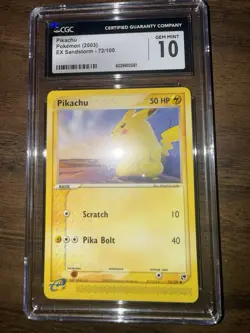 CGC
CERTIFIED GUARANTY COMPANY
Pikachu
Pokémon (2003)
EX Sandstorm - 72/100
GEM MINT
10
Pikachu 50 HP
BASIC
Scratch 10
Pika Bolt 40